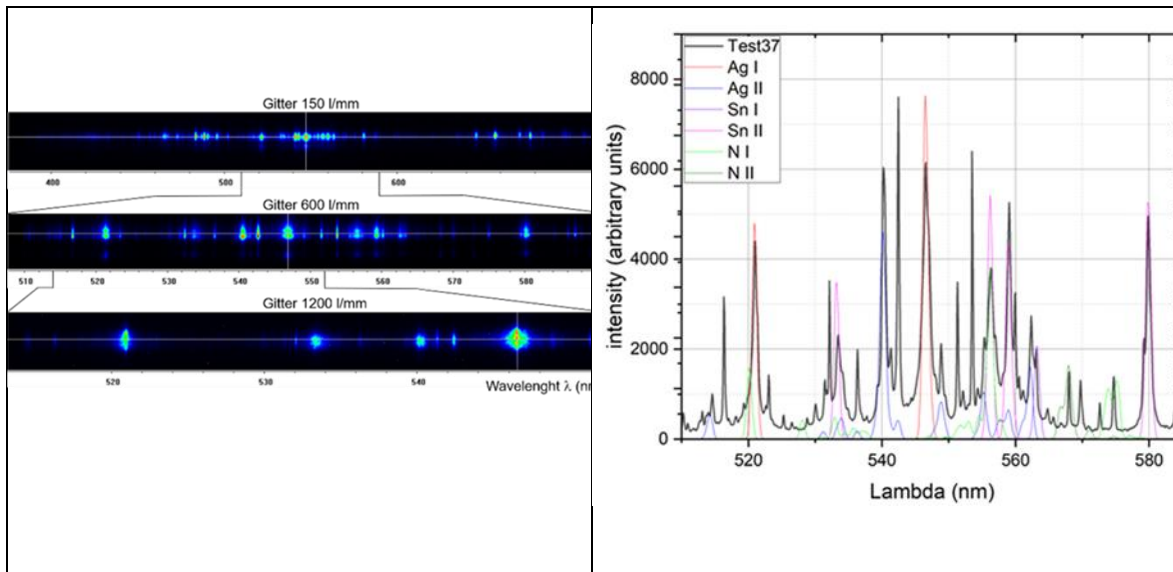 Gitter 150 l/mm
400 500 600
Gitter 600 l/mm
510 520 530 540 550 560 570 580 590
Gitter 1200 l/mm
520 530 540
Wavelenght λ (nm
Test37
Ag I
Ag II
Sn I
Sn II
N I
N II
8000
6000
4000
2000
0
intensity (arbitrary units)
520 540 560 580
Lambda (nm)